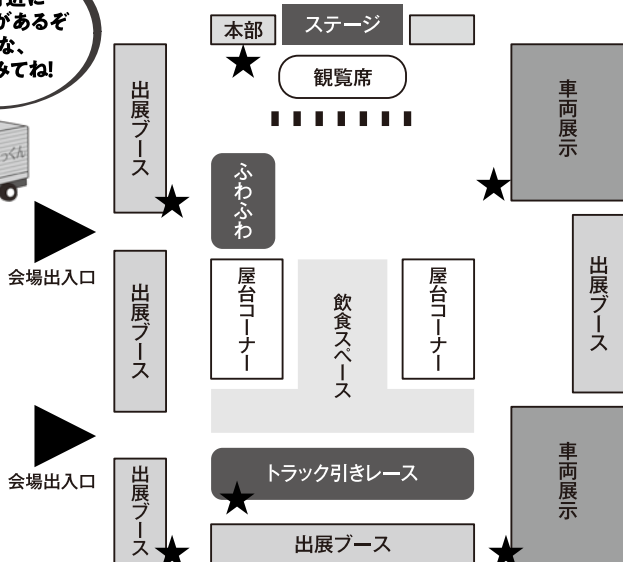 があるぞ
な、
みてね!
っくん
本部
ステージ
観覧席
出展ブース
車両展示
ふわふわ
会場出入口
出展ブース
屋台コーナー
飲食スペース
屋台コーナー
出展ブース
会場出入口
トラック引きレース
車両展示
出展ブース
出展ブース